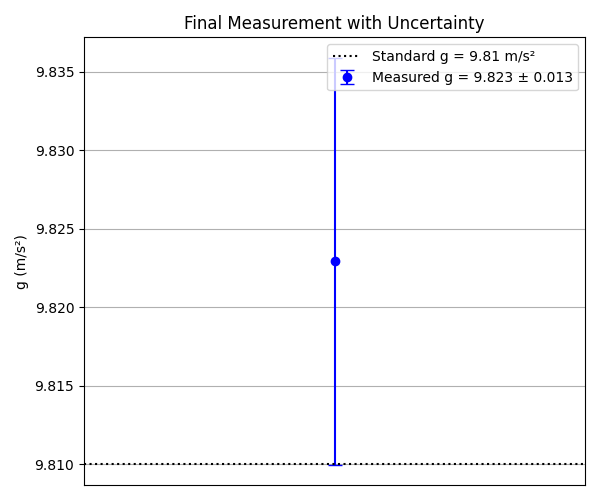 Final Measurement with Uncertainty
Standard g = 9.81 m/s²
Measured g = 9.823 ± 0.013
9.835
9.830
9.825
9.820
9.815
9.810
g (m/s²)